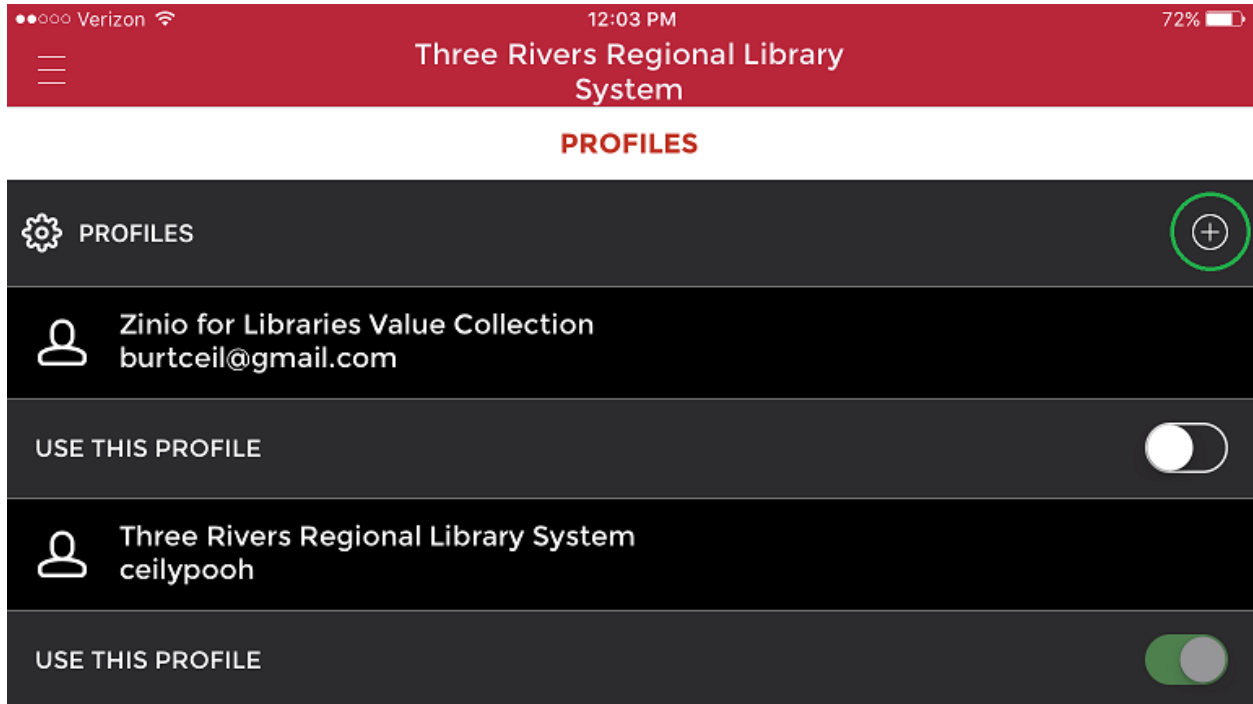 Verizon 12:03 PM 72%
Three Rivers Regional Library
System
PROFILES
PROFILES
Zinio for Libraries Value Collection
burtceil@gmail.com
USE THIS PROFILE
Three Rivers Regional Library System
ceilypooh
USE THIS PROFILE